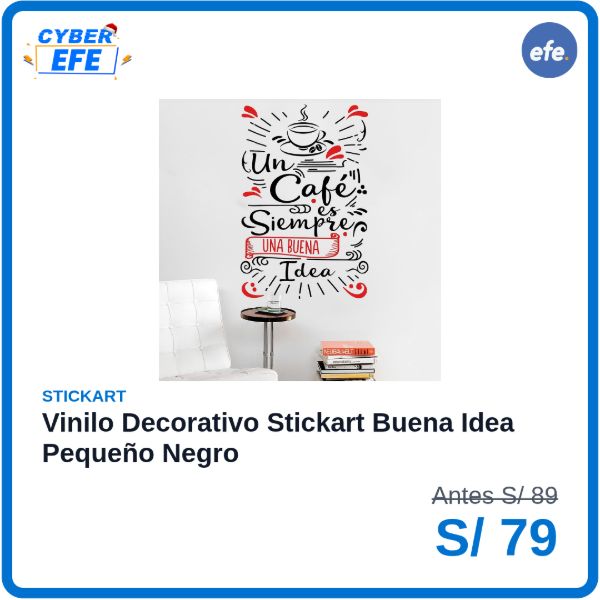 CYBER
EFE
efe.
Un
Café
es
Siempre
UNA BUENA
Idea
STICKART
Vinilo Decorativo Stickart Buena Idea
Pequeño Negro
Antes S/ 89
S/ 79